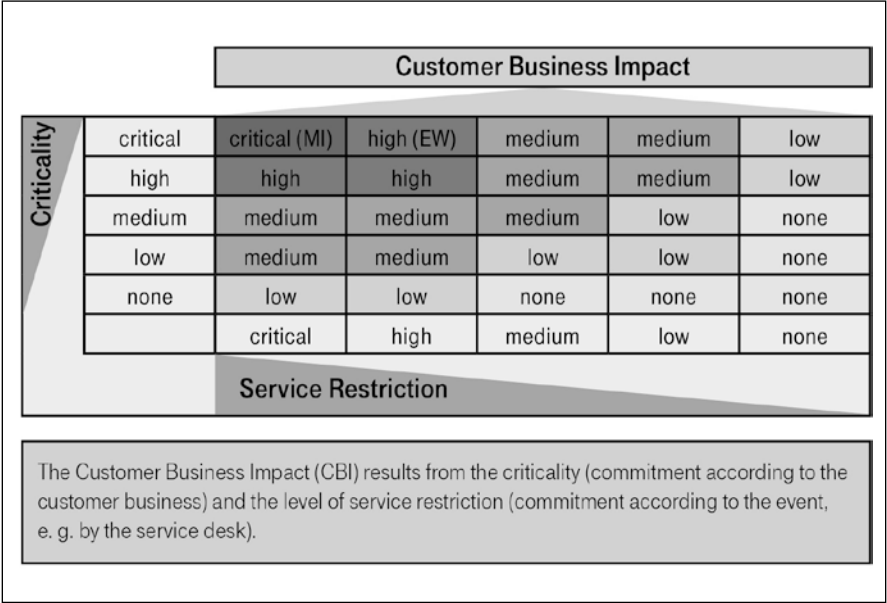 Customer Business Impact
Criticality
critical critical (MI) high (EW) medium medium low
high high high medium medium low
medium medium medium medium low none
low medium medium low low none
none low low none none none
critical high medium low none
Service Restriction
The Customer Business Impact (CBI) results from the criticality (commitment according to the
customer business) and the level of service restriction (commitment according to the event,
e. g. by the service desk).